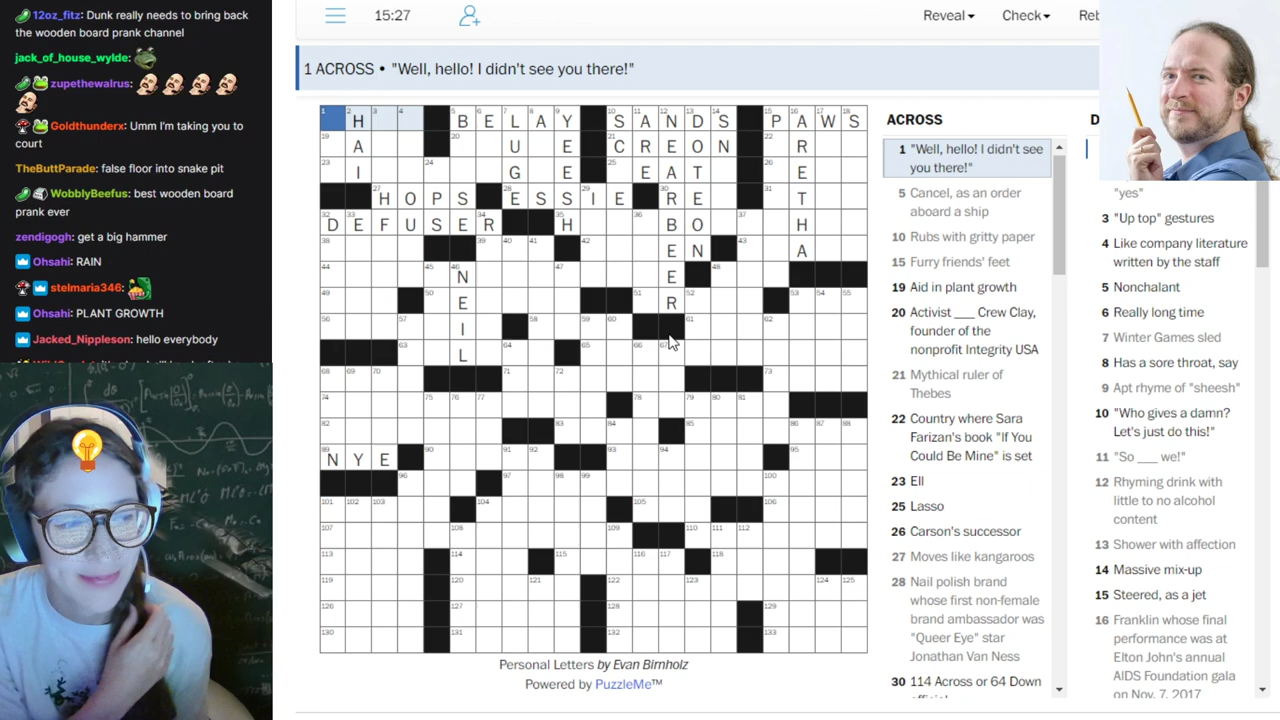 12oz_fitz: Dunk really needs to bring back
the wooden board prank channel
jack_of_house_wylde:
zupethewalrus:
Goldthunderx: Umm I'm taking you to
court
TheButtParade: false floor into snake pit
WobblyBeefus: best wooden board
prank ever
zendigogh: get a big hammer
Ohsahi: RAIN
stelmaria346:
Ohsahi: PLANT GROWTH
Jacked_Nippleson: hello everybody
15:27
Reveal
Check
Reb
1 ACROSS • "Well, hello! I didn't see you there!"
H B E L A Y S A N D S P A W S
A U E C R E O N R
I G E E A T E
H O P S E S S I E R E T
D E F U S E R H B O H
E N A
N E
E R
I
L
N Y E
Personal Letters by Evan Birnholz
Powered by PuzzleMe™
ACROSS
1 "Well, hello! I didn't see
you there!"
5 Cancel, as an order
aboard a ship
10 Rubs with gritty paper
15 Furry friends' feet
19 Aid in plant growth
20 Activist ___ Crew Clay,
founder of the
nonprofit Integrity USA
21 Mythical ruler of
Thebes
22 Country where Sara
Farizan's book "If You
Could Be Mine" is set
23 Ell
25 Lasso
26 Carson's successor
27 Moves like kangaroos
28 Nail polish brand
whose first non-female
brand ambassador was
"Queer Eye" star
Jonathan Van Ness
30 114 Across or 64 Down
D
"yes"
3 "Up top" gestures
4 Like company literature
written by the staff
5 Nonchalant
6 Really long time
7 Winter Games sled
8 Has a sore throat, say
9 Apt rhyme of "sheesh"
10 "Who gives a damn?
Let's just do this!"
11 "So ___ we!"
12 Rhyming drink with
little to no alcohol
content
13 Shower with affection
14 Massive mix-up
15 Steered, as a jet
16 Franklin whose final
performance was at
Elton John's annual
AIDS Foundation gala
on Nov. 7, 2017